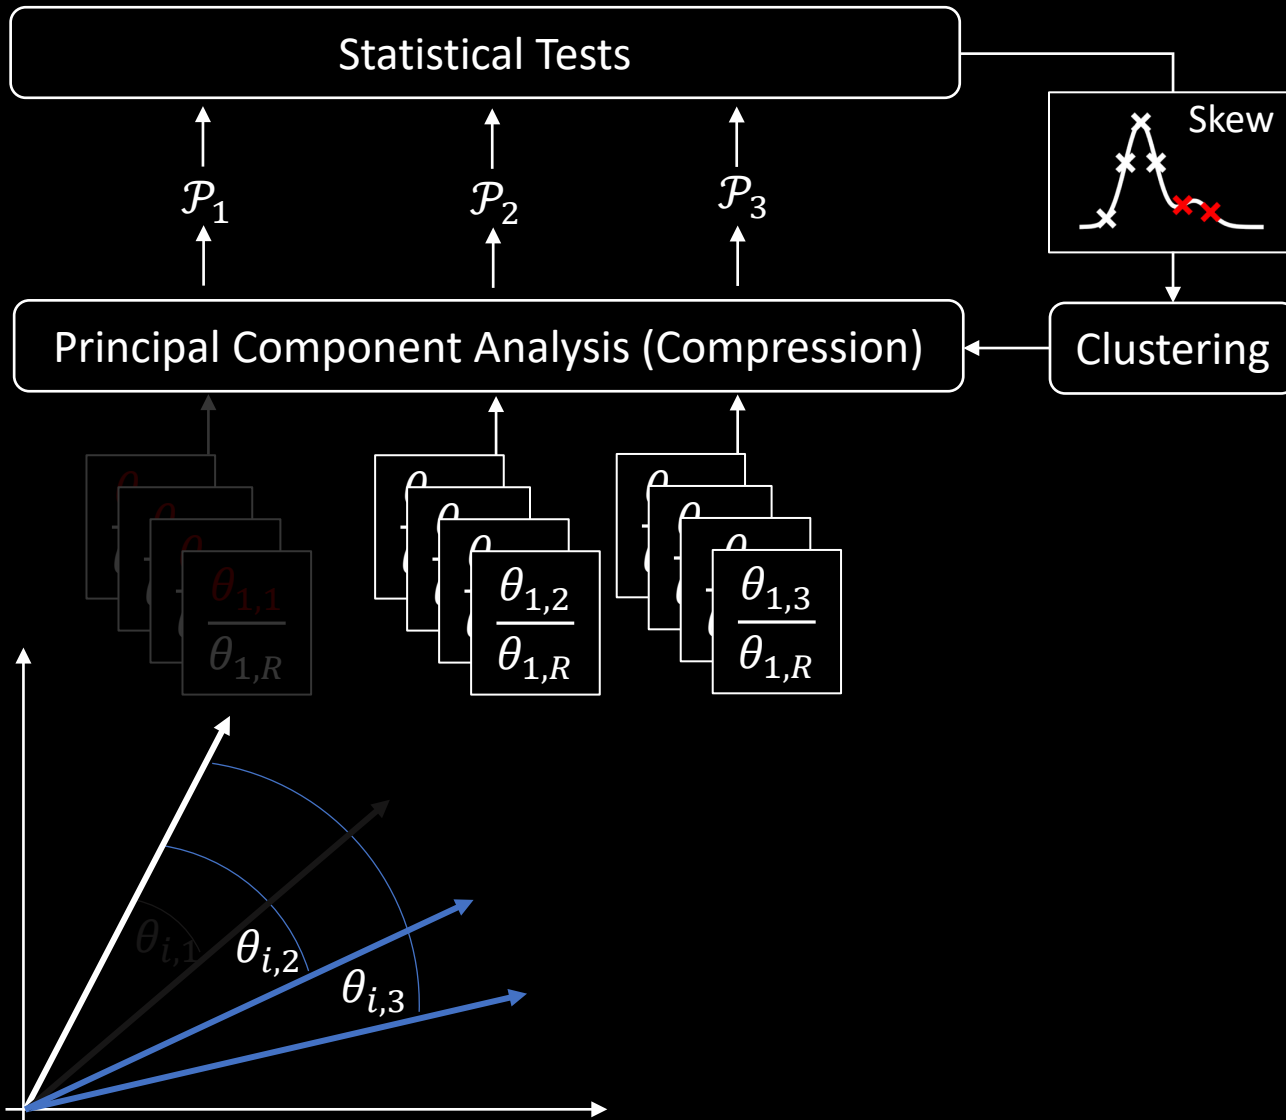 Statistical Tests
Skew
𝒫₁
𝒫₂
𝒫₃
Principal Component Analysis (Compression)
Clustering
θ
θ
θ
θ₁,₁
θ₁,R
θ
θ
θ
θ₁,₂
θ₁,R
θ
θ
θ
θ₁,₃
θ₁,R
θᵢ,₁
θᵢ,₂
θᵢ,₃